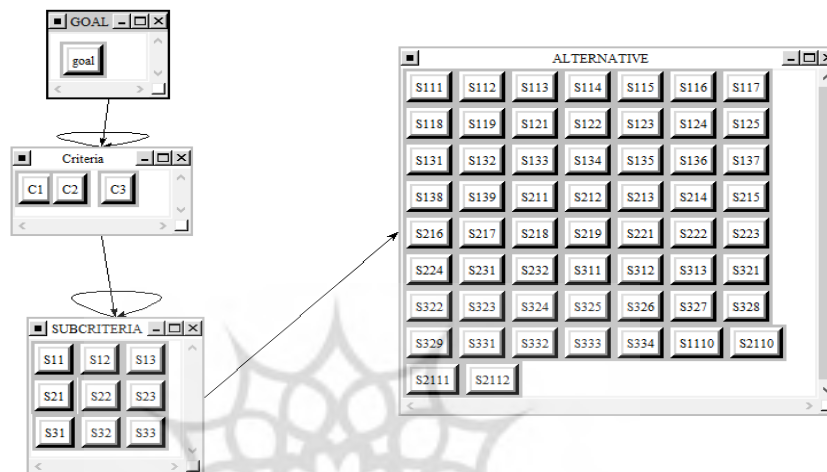 GOAL
goal
Criteria
C1 C2 C3
SUBCRITERIA
S11 S12 S13
S21 S22 S23
S31 S32 S33
ALTERNATIVE
S111 S112 S113 S114 S115 S116 S117
S118 S119 S121 S122 S123 S124 S125
S131 S132 S133 S134 S135 S136 S137
S138 S139 S211 S212 S213 S214 S215
S216 S217 S218 S219 S221 S222 S223
S224 S231 S232 S311 S312 S313 S321
S322 S323 S324 S325 S326 S327 S328
S329 S331 S332 S333 S334 S1110 S2110
S2111 S2112